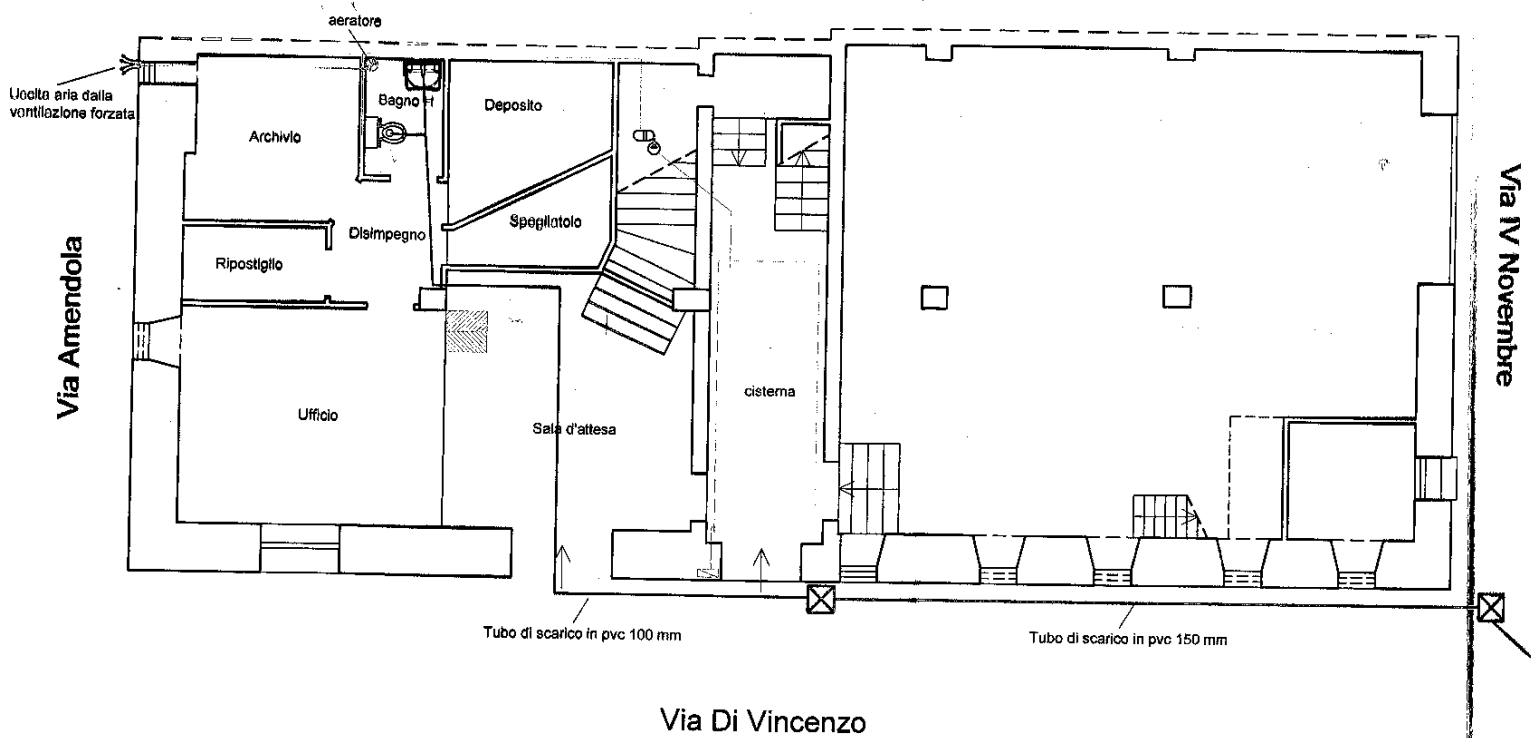 aeratore
Uscita aria dalla
ventilazione forzata
Bagno H
Deposito
Archivio
Spogliatoio
Disimpegno
Ripostiglio
Via Amendola
Via IV Novembre
cisterna
Ufficio
Sala d'attesa
Tubo di scarico in pvc 100 mm
Tubo di scarico in pvc 150 mm
Via Di Vincenzo